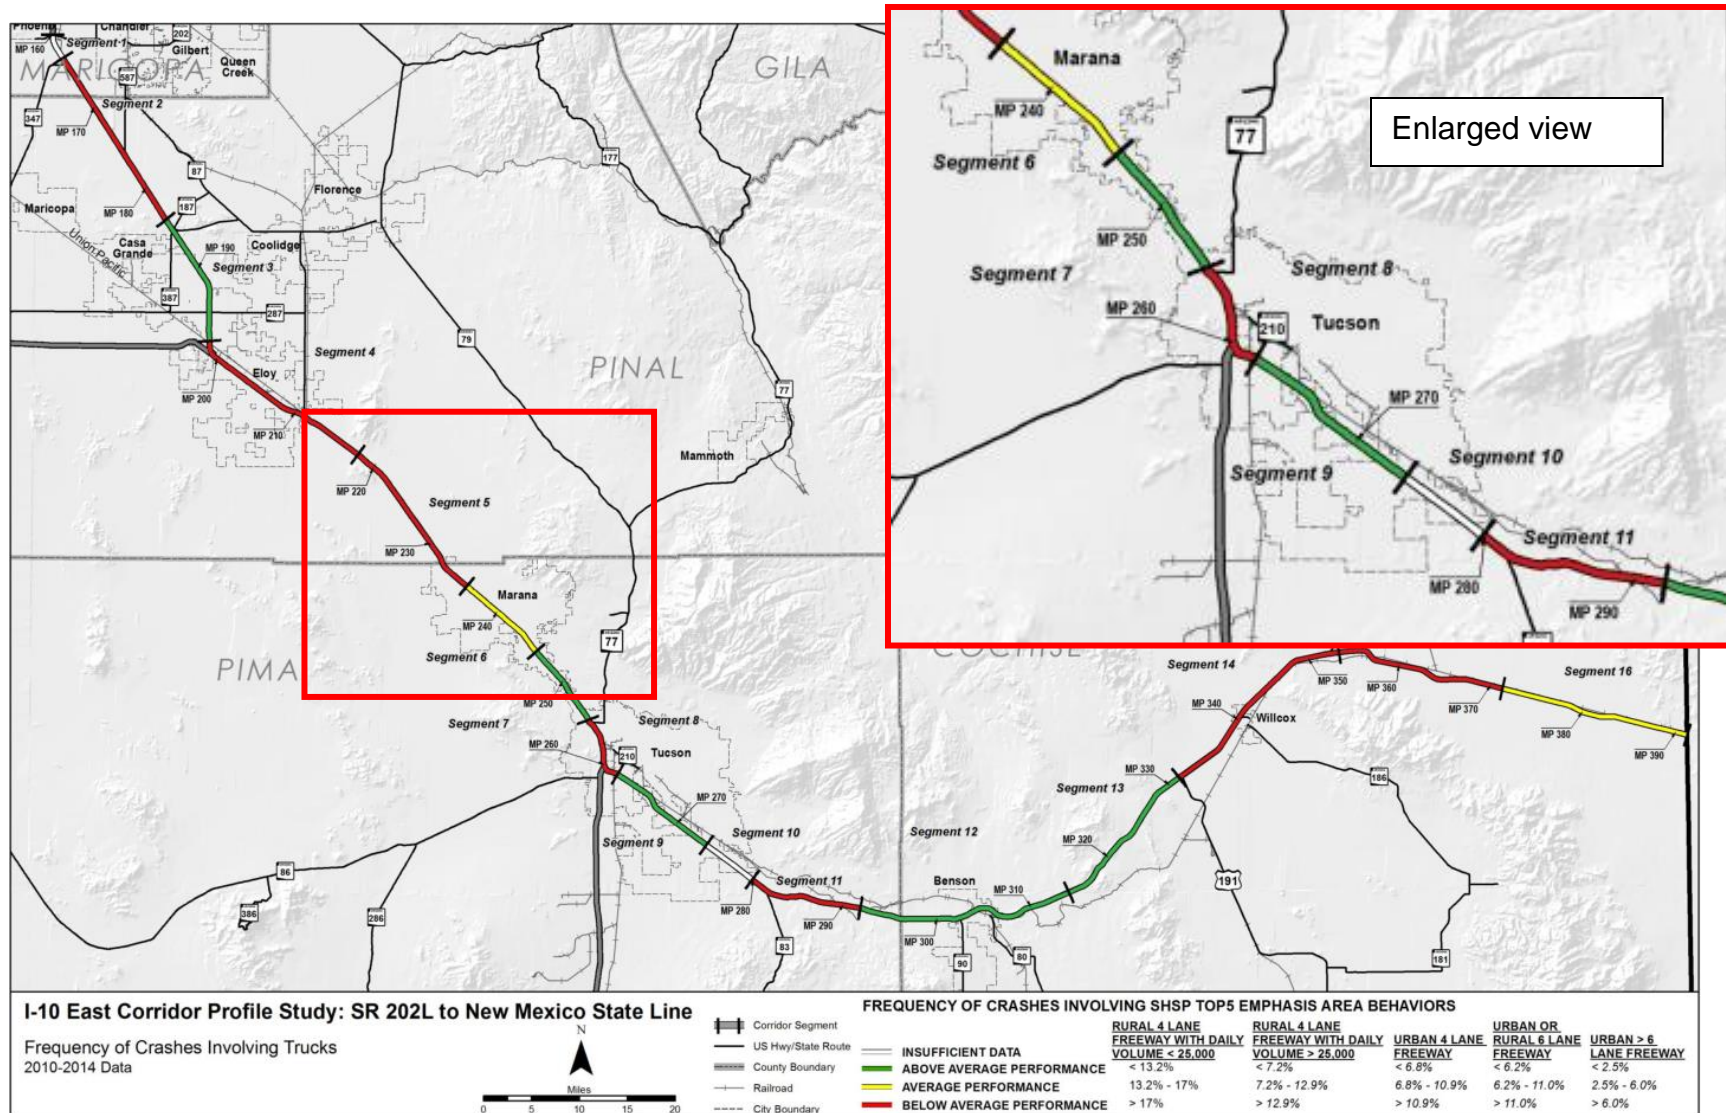 Phoenix
Chandler
202
MP 160
Segment 1
Gilbert
MARICOPA
Queen
Creek
587
Segment 2
347
MP 170
GILA
177
87
Florence
Maricopa
187
MP 180
Union Pacific
Casa
Grande
MP 190
Coolidge
Segment 3
387
287
79
Segment 4
PINAL
Eloy
MP 200
77
MP 210
Mammoth
MP 220
Segment 5
MP 230
Marana
MP 240
77
Segment 6
PIMA
MP 250
Segment 7
Segment 8
MP 260
210
Tucson
MP 270
Segment 10
Segment 9
Segment 11
MP 280
MP 290
86
386
286
83
Segment 12
Benson
MP 300
MP 310
90
80
Segment 13
MP 320
MP 330
MP 340
Willcox
Segment 14
MP 350
MP 360
MP 370
Segment 16
MP 380
MP 390
186
191
181
COCHISE
Enlarged view
Marana
MP 240
77
Segment 6
MP 250
Segment 7
Segment 8
MP 260
210
Tucson
MP 270
Segment 10
Segment 9
Segment 11
MP 280
MP 290
I-10 East Corridor Profile Study: SR 202L to New Mexico State Line
Frequency of Crashes Involving Trucks
2010-2014 Data
N
Miles
0 5 10 15 20
Corridor Segment
US Hwy/State Route
County Boundary
Railroad
City Boundary
FREQUENCY OF CRASHES INVOLVING SHSP TOP5 EMPHASIS AREA BEHAVIORS
RURAL 4 LANE FREEWAY WITH DAILY VOLUME < 25,000
RURAL 4 LANE FREEWAY WITH DAILY VOLUME > 25,000
URBAN 4 LANE FREEWAY
URBAN OR RURAL 6 LANE FREEWAY
URBAN > 6 LANE FREEWAY
INSUFFICIENT DATA
ABOVE AVERAGE PERFORMANCE < 13.2% < 7.2% < 6.8% < 6.2% < 2.5%
AVERAGE PERFORMANCE 13.2% - 17% 7.2% - 12.9% 6.8% - 10.9% 6.2% - 11.0% 2.5% - 6.0%
BELOW AVERAGE PERFORMANCE > 17% > 12.9% > 10.9% > 11.0% > 6.0%